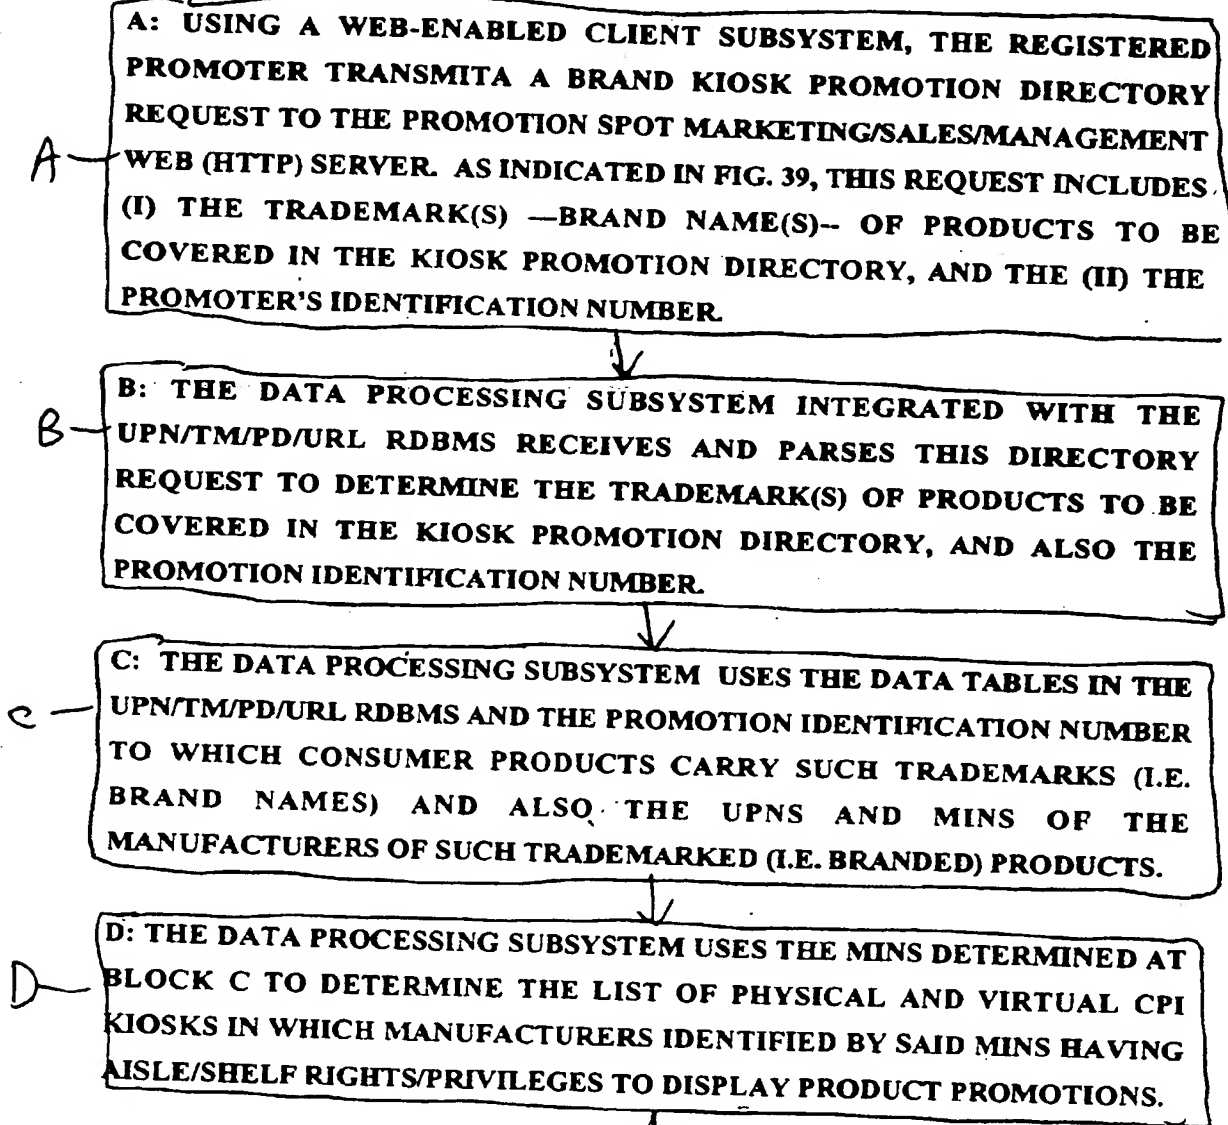 A: USING A WEB-ENABLED CLIENT SUBSYSTEM, THE REGISTERED
PROMOTER TRANSMITA A BRAND KIOSK PROMOTION DIRECTORY
REQUEST TO THE PROMOTION SPOT MARKETING/SALES/MANAGEMENT
A WEB (HTTP) SERVER. AS INDICATED IN FIG. 39, THIS REQUEST INCLUDES
(I) THE TRADEMARK(S) —BRAND NAME(S)-- OF PRODUCTS TO BE
COVERED IN THE KIOSK PROMOTION DIRECTORY, AND THE (II) THE
PROMOTER'S IDENTIFICATION NUMBER.
B: THE DATA PROCESSING SUBSYSTEM INTEGRATED WITH THE
B UPN/TM/PD/URL RDBMS RECEIVES AND PARSES THIS DIRECTORY
REQUEST TO DETERMINE THE TRADEMARK(S) OF PRODUCTS TO BE
COVERED IN THE KIOSK PROMOTION DIRECTORY, AND ALSO THE
PROMOTION IDENTIFICATION NUMBER.
C: THE DATA PROCESSING SUBSYSTEM USES THE DATA TABLES IN THE
C UPN/TM/PD/URL RDBMS AND THE PROMOTION IDENTIFICATION NUMBER
TO WHICH CONSUMER PRODUCTS CARRY SUCH TRADEMARKS (I.E.
BRAND NAMES) AND ALSO THE UPNS AND MINS OF THE
MANUFACTURERS OF SUCH TRADEMARKED (I.E. BRANDED) PRODUCTS.
D: THE DATA PROCESSING SUBSYSTEM USES THE MINS DETERMINED AT
D BLOCK C TO DETERMINE THE LIST OF PHYSICAL AND VIRTUAL CPI
KIOSKS IN WHICH MANUFACTURERS IDENTIFIED BY SAID MINS HAVING
AISLE/SHELF RIGHTS/PRIVILEGES TO DISPLAY PRODUCT PROMOTIONS.